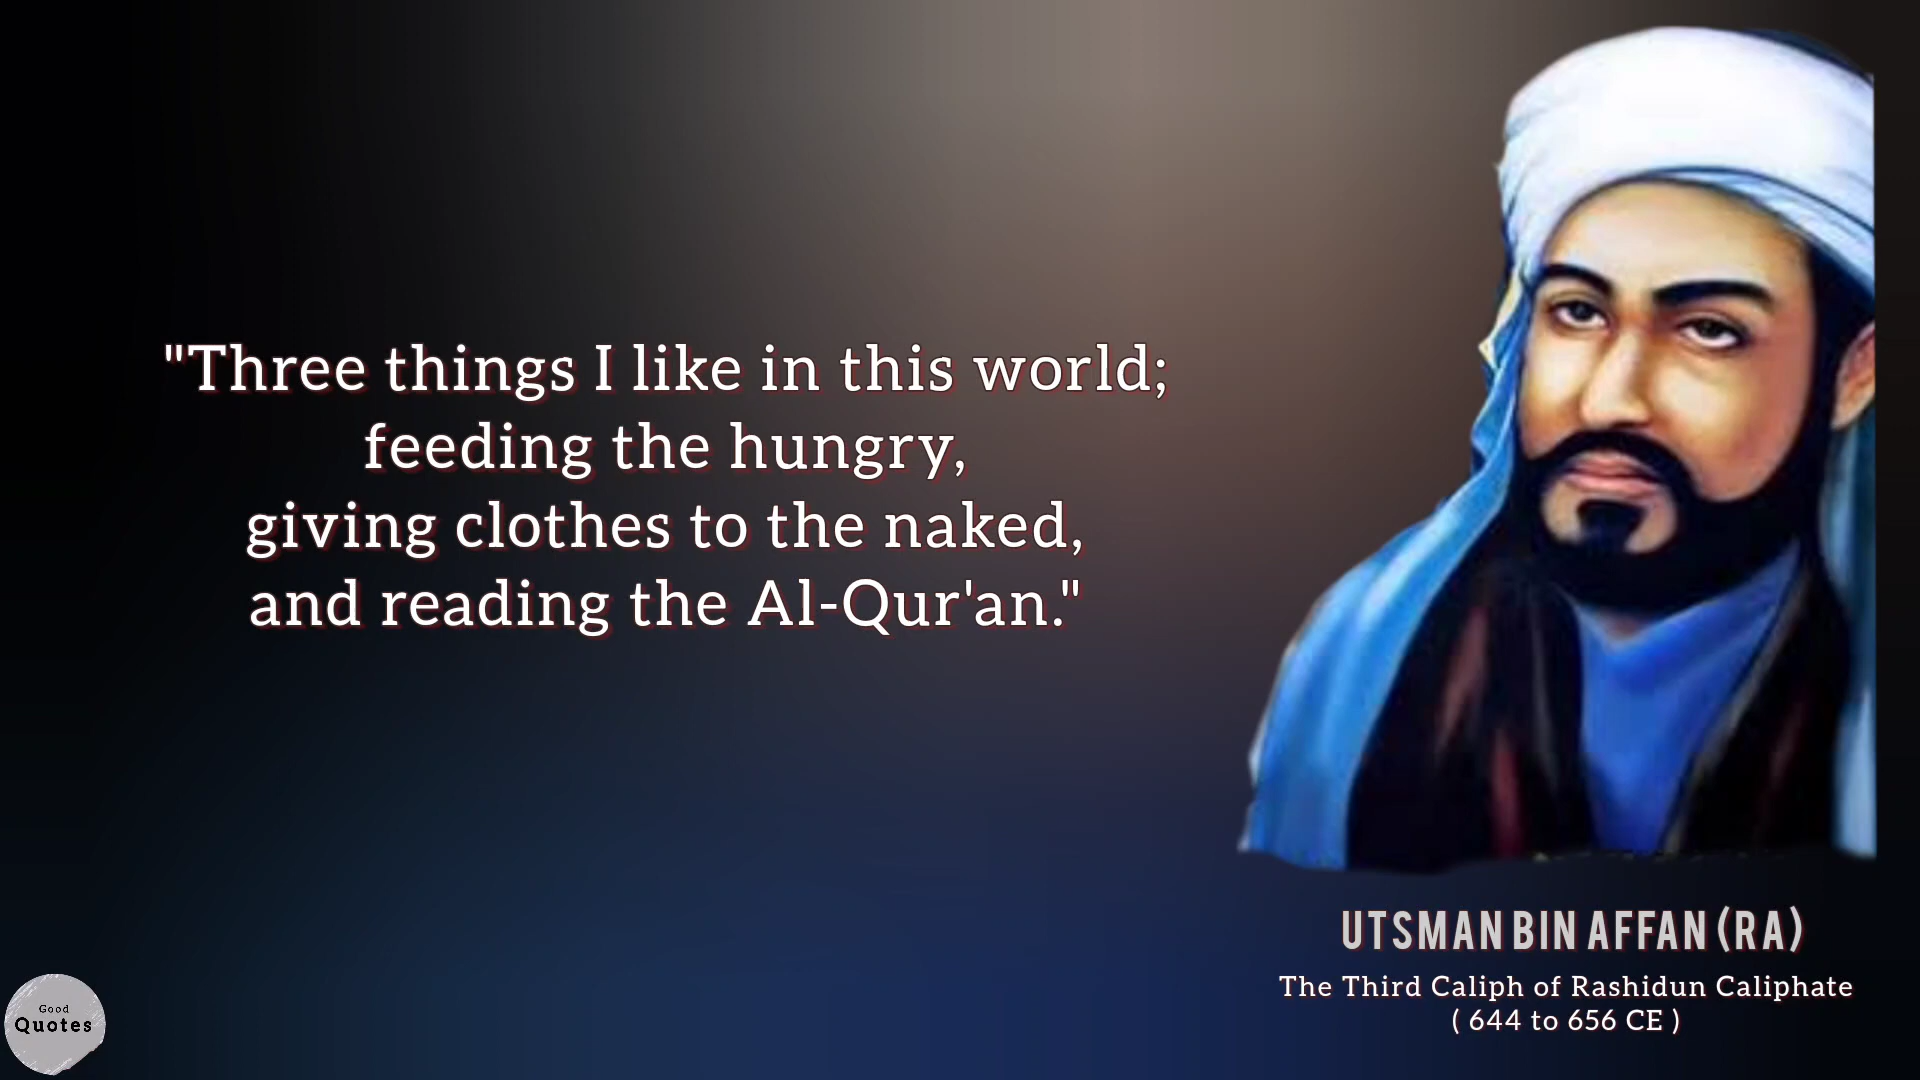 "Three things I like in this world;
feeding the hungry,
giving clothes to the naked,
and reading the Al-Qur'an."
UTSMAN BIN AFFAN (RA)
The Third Caliph of Rashidun Caliphate
( 644 to 656 CE )
Good
Quotes